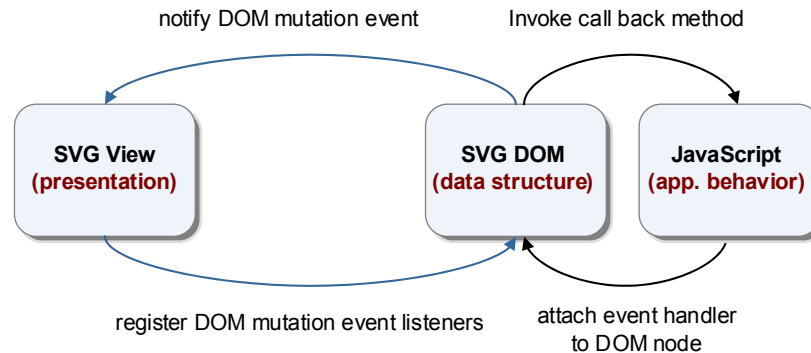 notify DOM mutation event
Invoke call back method
SVG View
(presentation)
SVG DOM
(data structure)
JavaScript
(app. behavior)
register DOM mutation event listeners
attach event handler
to DOM node